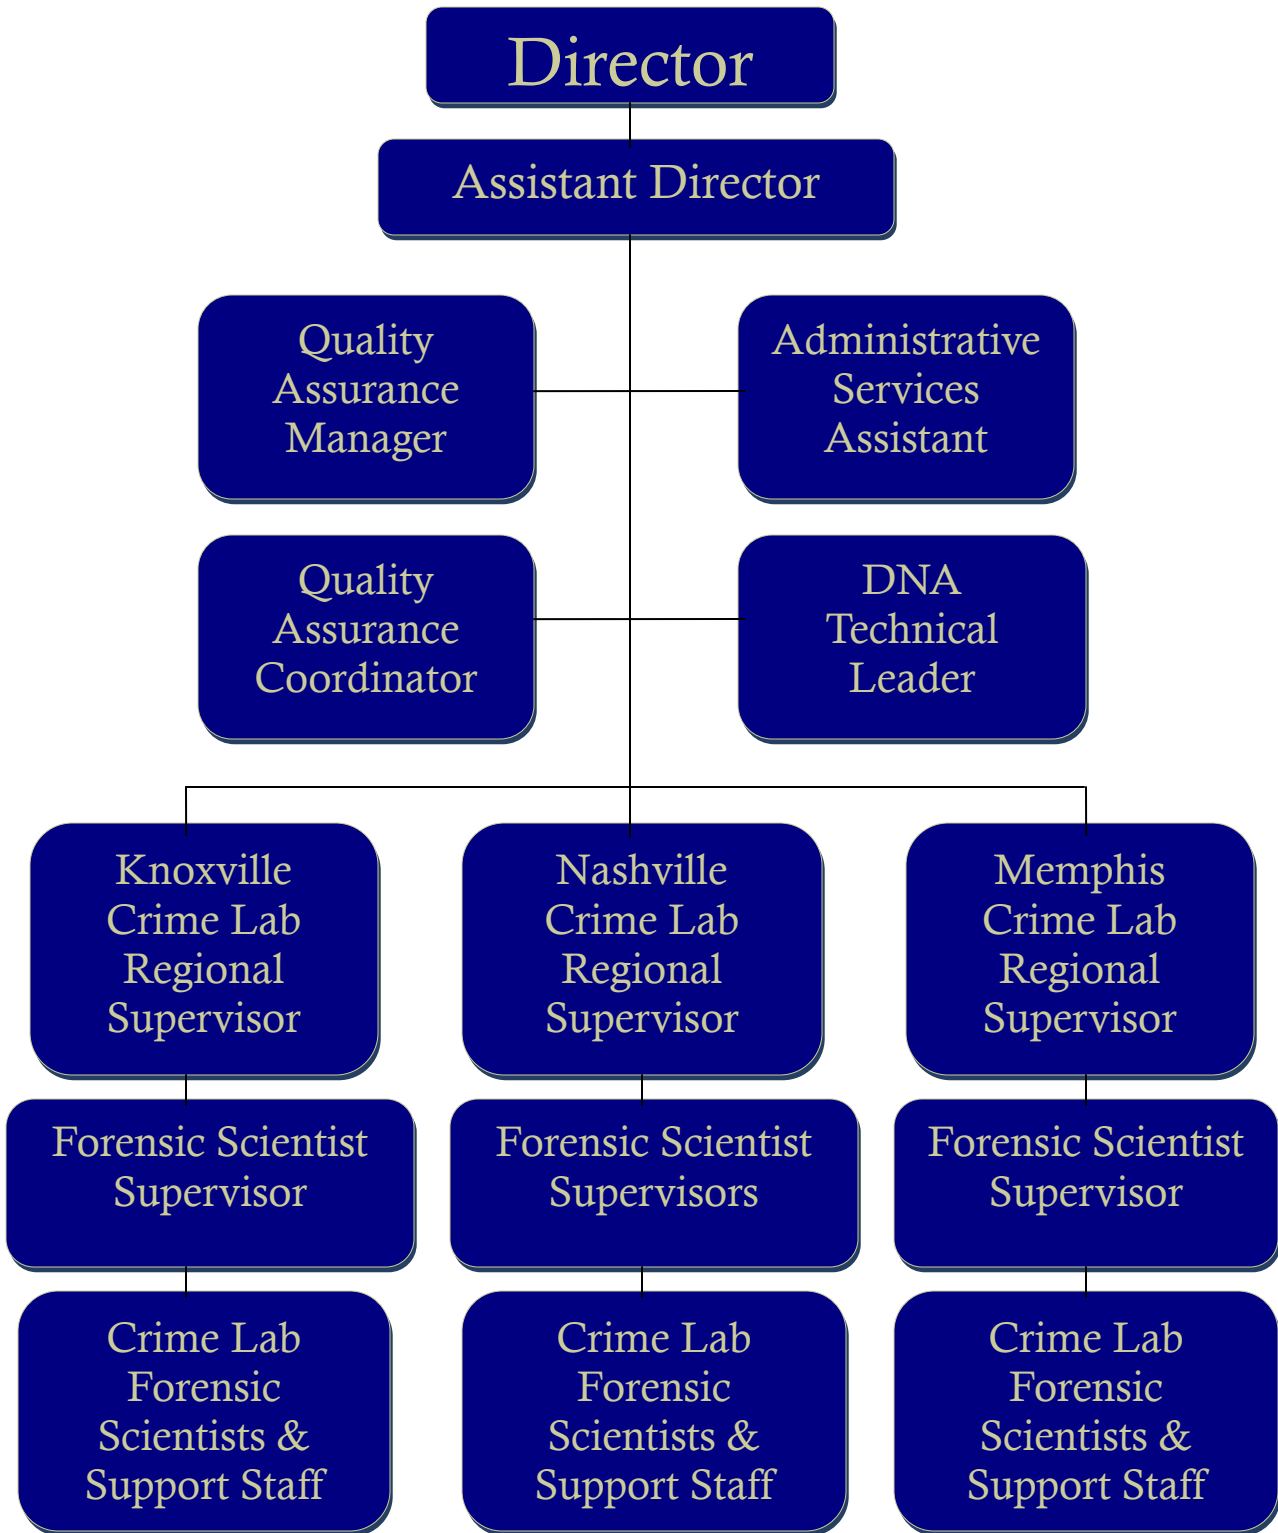 Director
Assistant Director
Quality
Assurance
Manager
Administrative
Services
Assistant
Quality
Assurance
Coordinator
DNA
Technical
Leader
Knoxville
Crime Lab
Regional
Supervisor
Nashville
Crime Lab
Regional
Supervisor
Memphis
Crime Lab
Regional
Supervisor
Forensic Scientist
Supervisor
Forensic Scientist
Supervisors
Forensic Scientist
Supervisor
Crime Lab
Forensic
Scientists &
Support Staff
Crime Lab
Forensic
Scientists &
Support Staff
Crime Lab
Forensic
Scientists &
Support Staff